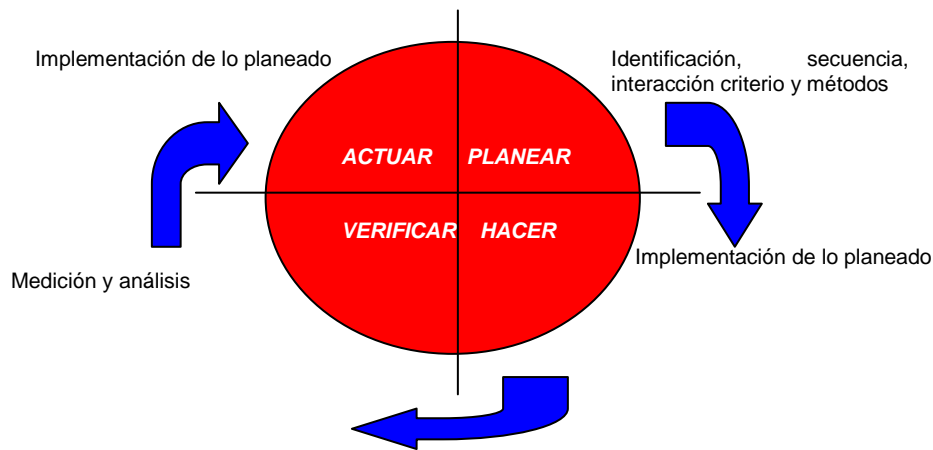 Implementación de lo planeado
Identificación, secuencia,
interacción criterio y métodos
ACTUAR
PLANEAR
VERIFICAR
HACER
Implementación de lo planeado
Medición y análisis